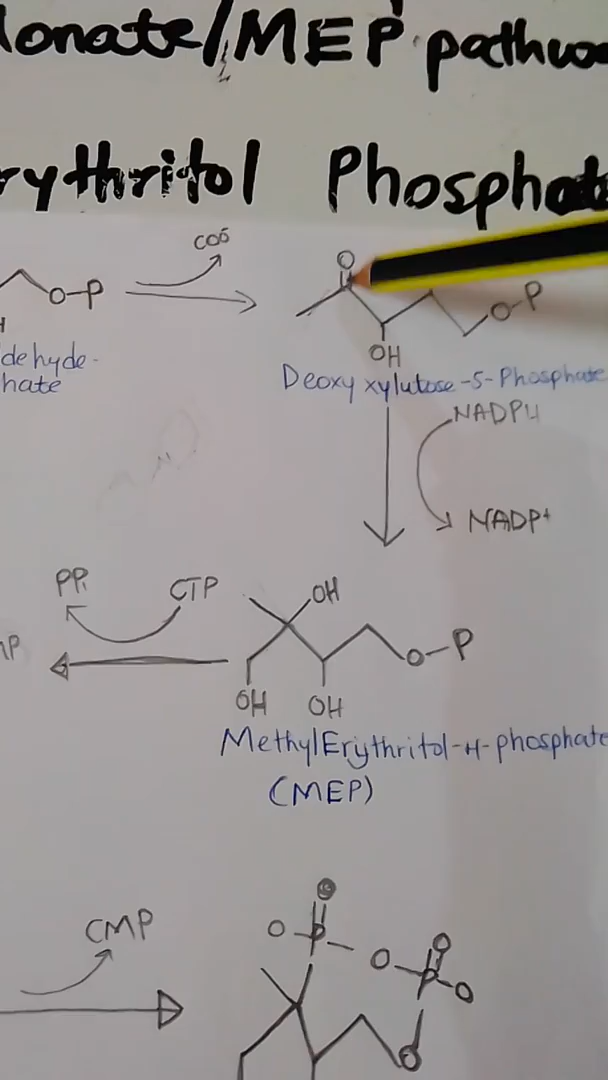 lonate/MEP pathwa
rythritol Phosphate
COO
O
O-P
O-P
OH
dehyde-
hate
Deoxy xylulose-5-Phosphate
NADPH
NADP+
PPi
CTP
OH
O-P
OH
OH
MethylErythritol-4-phosphate
(MEP)
CMP
O
O-P-O
P
O
O
O